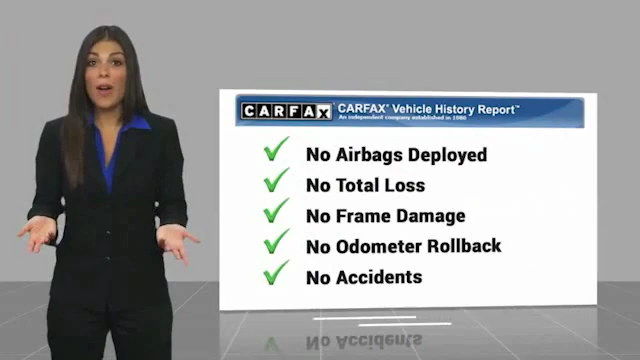 CARFAX CARFAX® Vehicle History Report™
An independent company established in 1986
No Airbags Deployed
No Total Loss
No Frame Damage
No Odometer Rollback
No Accidents